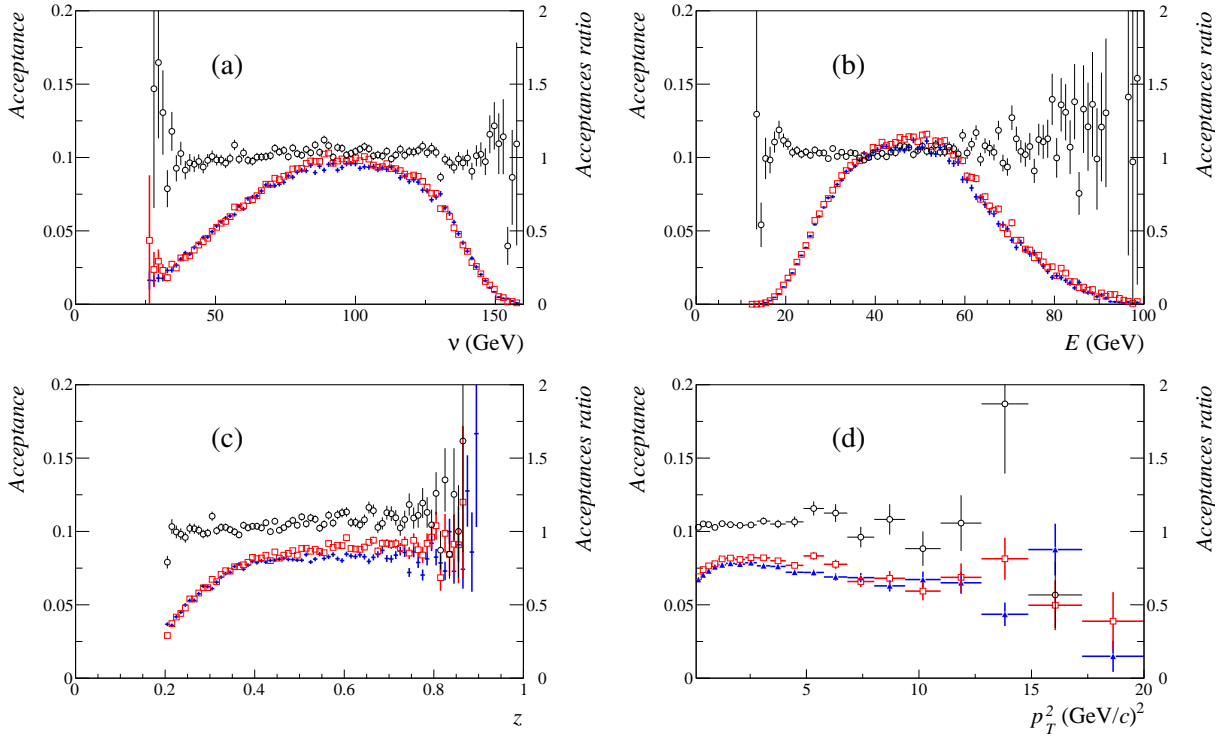 Acceptance
0.2
0.15
0.1
0.05
0
(a)
2
1.5
1
0.5
0
Acceptances ratio
0 50 100 150
ν (GeV)
Acceptance
0.2
0.15
0.1
0.05
0
(b)
2
1.5
1
0.5
0
Acceptances ratio
0 20 40 60 80 100
E (GeV)
Acceptance
0.2
0.15
0.1
0.05
0
(c)
2
1.5
1
0.5
0
Acceptances ratio
0 0.2 0.4 0.6 0.8 1
z
Acceptance
0.2
0.15
0.1
0.05
0
(d)
2
1.5
1
0.5
0
Acceptances ratio
5 10 15 20
p_T^2 (GeV/c)^2